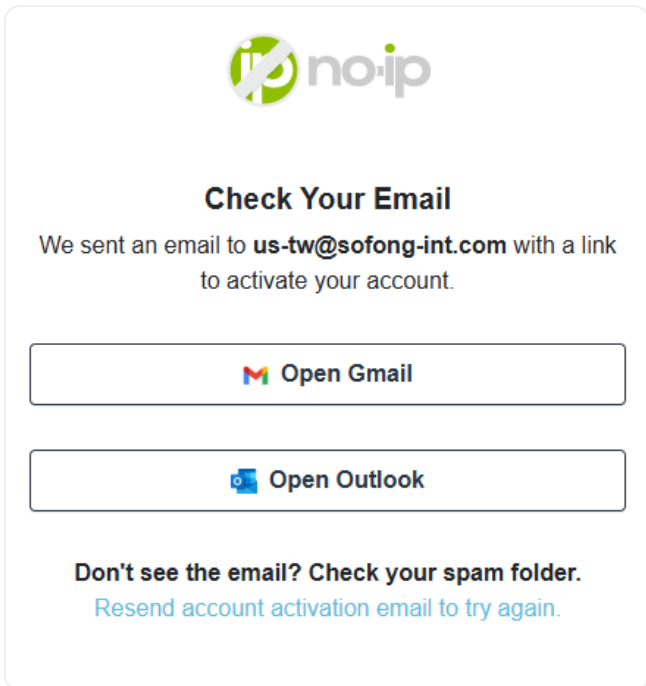 ip no-ip
Check Your Email
We sent an email to us-tw@sofong-int.com with a link
to activate your account.
Open Gmail
Open Outlook
Don't see the email? Check your spam folder.
Resend account activation email to try again.